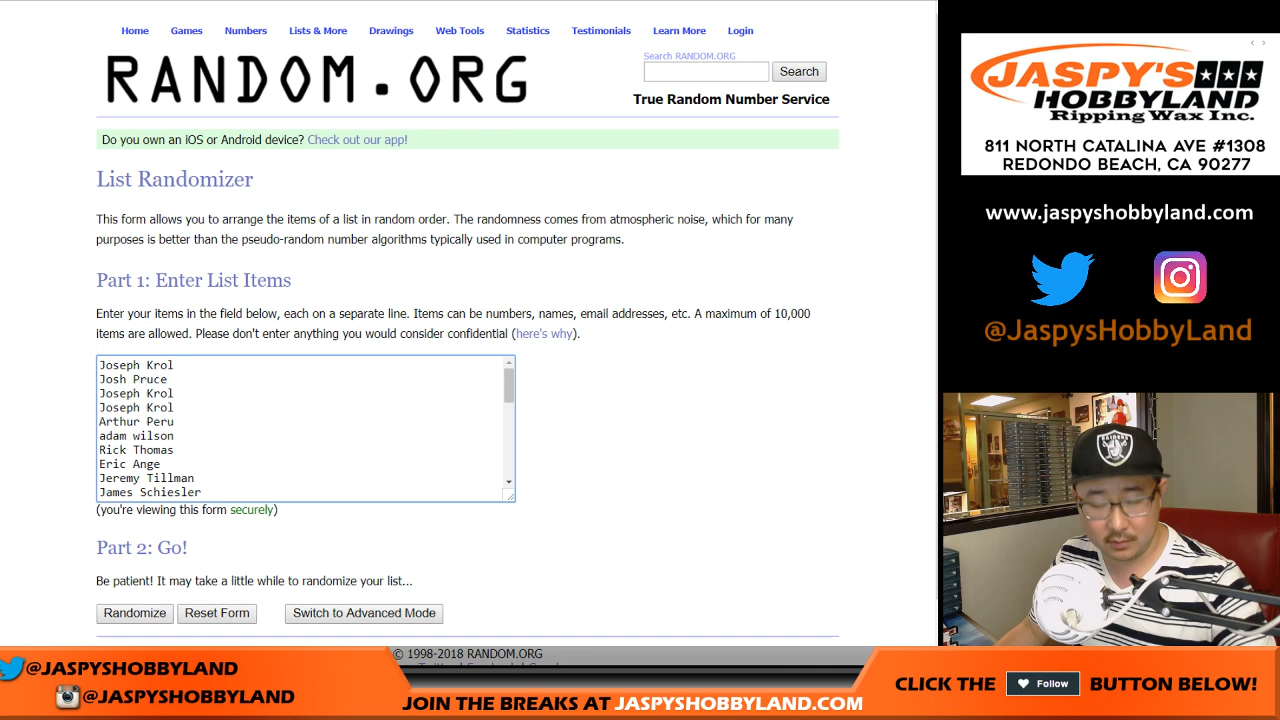 Home Games Numbers Lists & More Drawings Web Tools Statistics Testimonials Learn More Login
RANDOM.ORG
Search RANDOM.ORG
Search
True Random Number Service
Do you own an iOS or Android device? Check out our app!
List Randomizer
This form allows you to arrange the items of a list in random order. The randomness comes from atmospheric noise, which for many
purposes is better than the pseudo-random number algorithms typically used in computer programs.
Part 1: Enter List Items
Enter your items in the field below, each on a separate line. Items can be numbers, names, email addresses, etc. A maximum of 10,000
items are allowed. Please don't enter anything you would consider confidential (here's why).
Joseph Krol
Josh Pruce
Joseph Krol
Joseph Krol
Arthur Peru
adam wilson
Rick Thomas
Eric Ange
Jeremy Tillman
James Schiesler
(you're viewing this form securely)
Part 2: Go!
Be patient! It may take a little while to randomize your list...
Randomize Reset Form Switch to Advanced Mode
© 1998-2018 RANDOM.ORG
JASPY'S
HOBBYLAND
Ripping Wax Inc.
811 NORTH CATALINA AVE #1308
REDONDO BEACH, CA 90277
www.jaspyshobbyland.com
@JaspysHobbyLand
RAIDERS
@JASPYSHOBBYLAND
@JASPYSHOBBYLAND
JOIN THE BREAKS AT JASPYSHOBBYLAND.COM
CLICK THE Follow BUTTON BELOW!